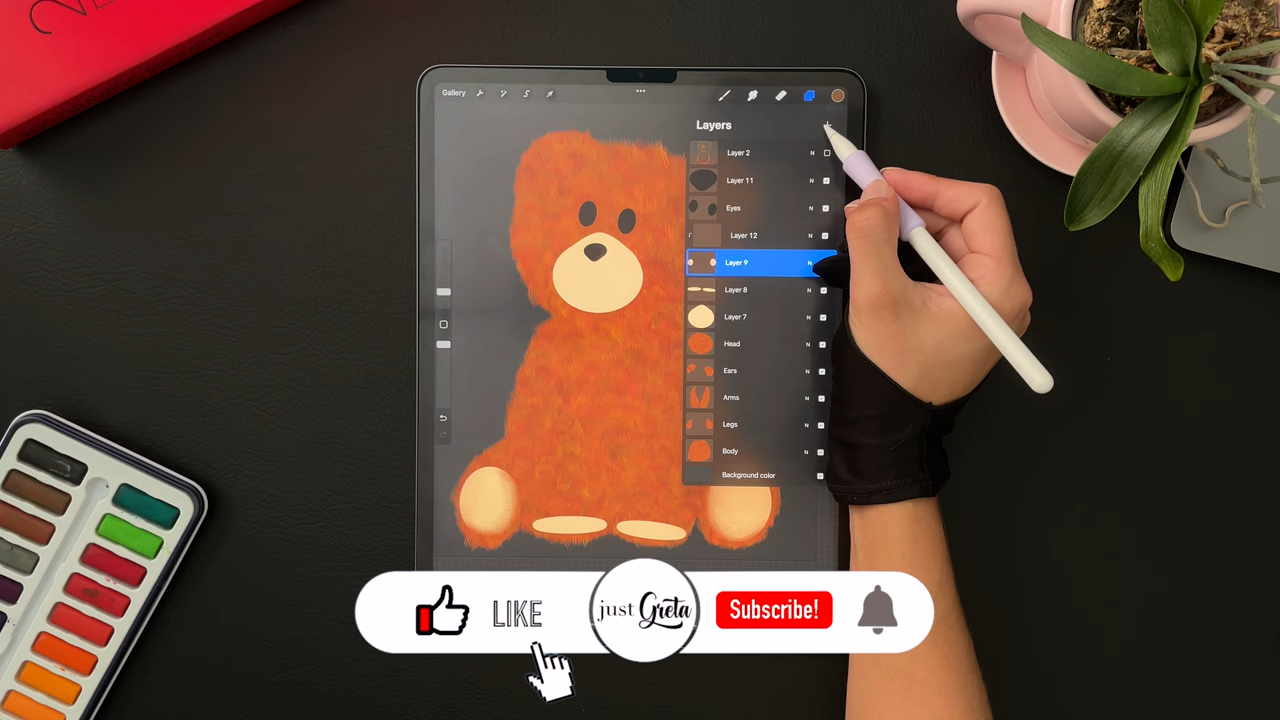 Gallery
Layers
Layer 2
N
Layer 11
N
Eyes
N
Layer 12
N
Layer 9
N
Layer 8
N
Layer 7
N
Head
N
Ears
N
Arms
N
Legs
N
Body
N
Background color
LIKE
just Greta
Subscribe!